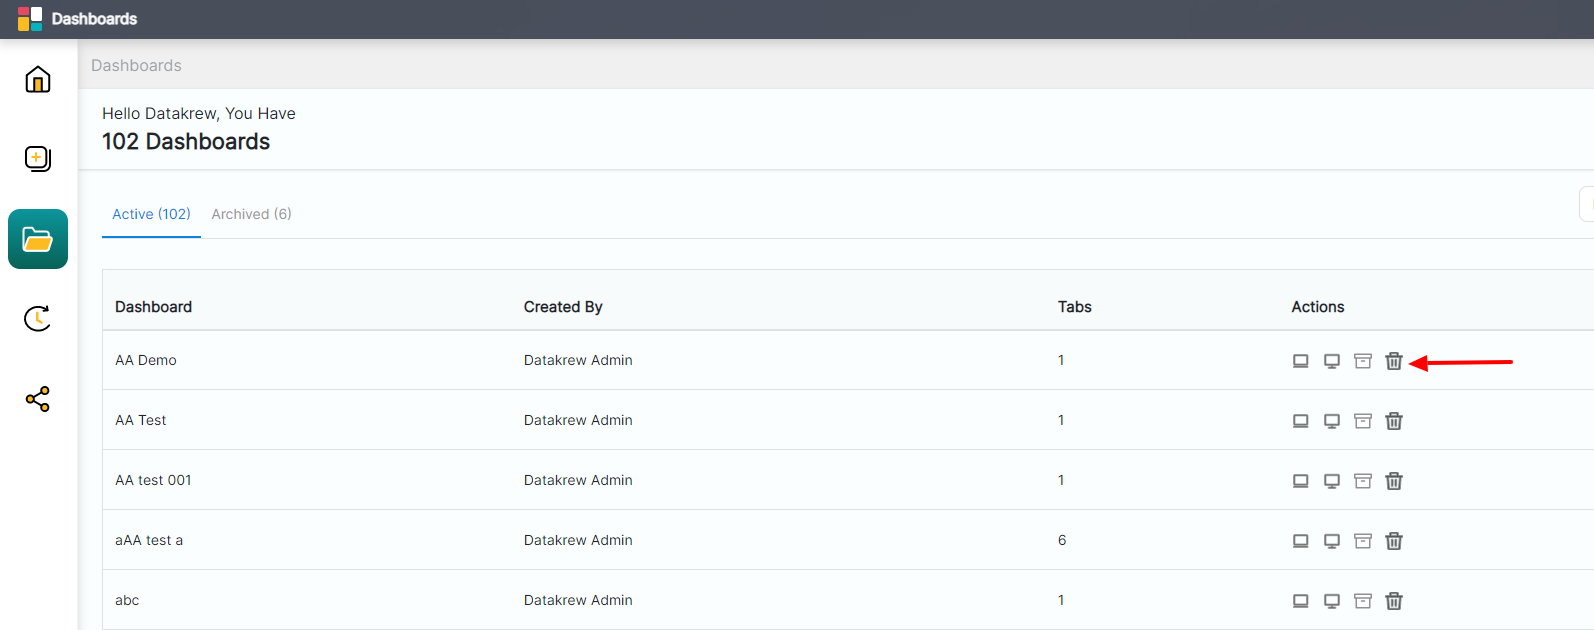 Dashboards
Dashboards
Hello Datakrew, You Have
102 Dashboards
Active (102) Archived (6)
Dashboard Created By Tabs Actions
AA Demo Datakrew Admin 1
AA Test Datakrew Admin 1
AA test 001 Datakrew Admin 1
aAA test a Datakrew Admin 6
abc Datakrew Admin 1